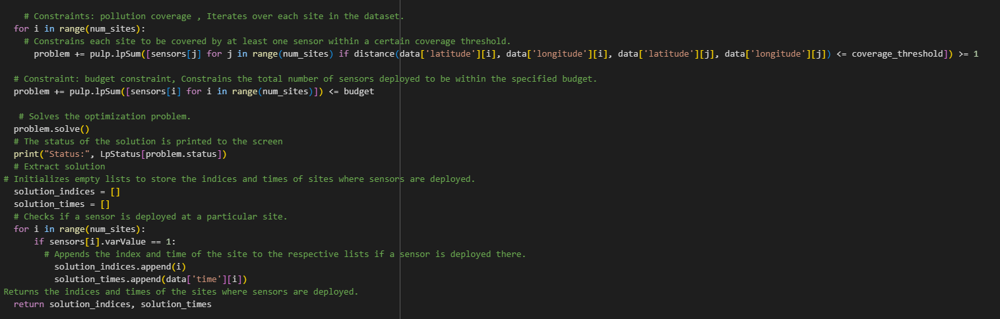 # Constraints: pollution coverage , Iterates over each site in the dataset.
for i in range(num_sites):
# Constrains each site to be covered by at least one sensor within a certain coverage threshold.
problem += pulp.lpSum([sensors[j] for j in range(num_sites) if distance(data['latitude'][i], data['longitude'][i], data['latitude'][j], data['longitude'][j]) <= coverage_threshold]) >= 1
# Constraint: budget constraint, Constrains the total number of sensors deployed to be within the specified budget.
problem += pulp.lpSum([sensors[i] for i in range(num_sites)]) <= budget
# Solves the optimization problem.
problem.solve()
# The status of the solution is printed to the screen
print("Status:", LpStatus[problem.status])
# Extract solution
# Initializes empty lists to store the indices and times of sites where sensors are deployed.
solution_indices = []
solution_times = []
# Checks if a sensor is deployed at a particular site.
for i in range(num_sites):
if sensors[i].varValue == 1:
# Appends the index and time of the site to the respective lists if a sensor is deployed there.
solution_indices.append(i)
solution_times.append(data['time'][i])
Returns the indices and times of the sites where sensors are deployed.
return solution_indices, solution_times